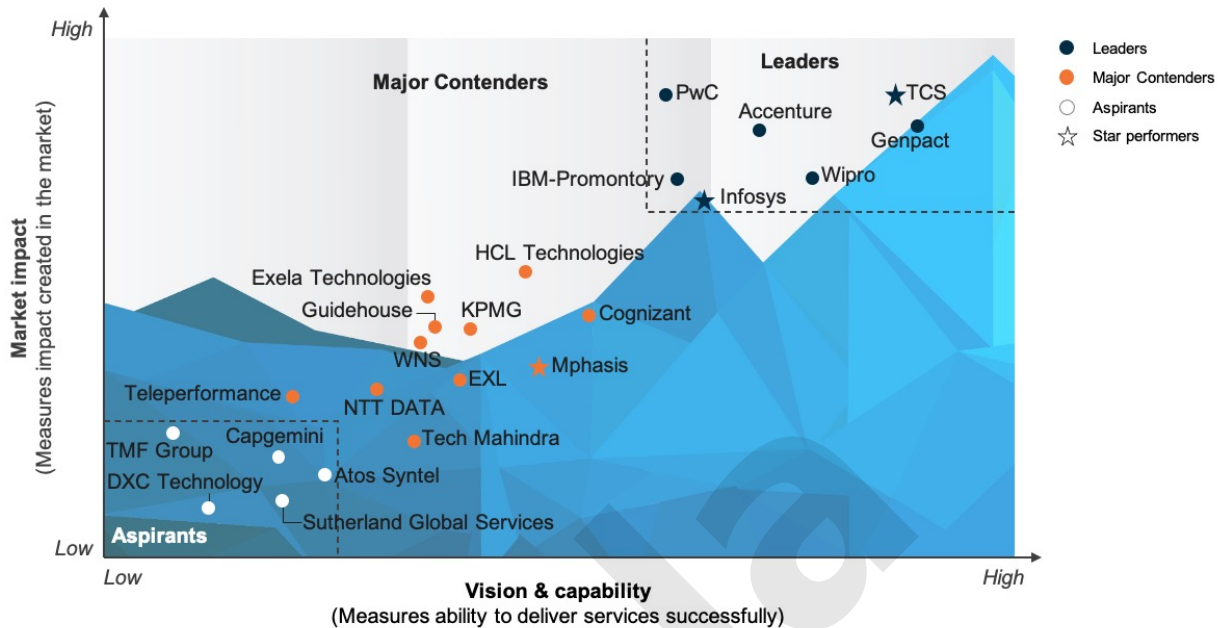 High
Market impact
(Measures impact created in the market)
Low
Low
High
Vision & capability
(Measures ability to deliver services successfully)
Major Contenders
Leaders
PwC
TCS
Accenture
Genpact
IBM-Promontory
Wipro
Infosys
HCL Technologies
Exela Technologies
Guidehouse
KPMG
Cognizant
WNS
Mphasis
EXL
Teleperformance
NTT DATA
Tech Mahindra
Capgemini
TMF Group
DXC Technology
Atos Syntel
Sutherland Global Services
Aspirants
Leaders
Major Contenders
Aspirants
Star performers